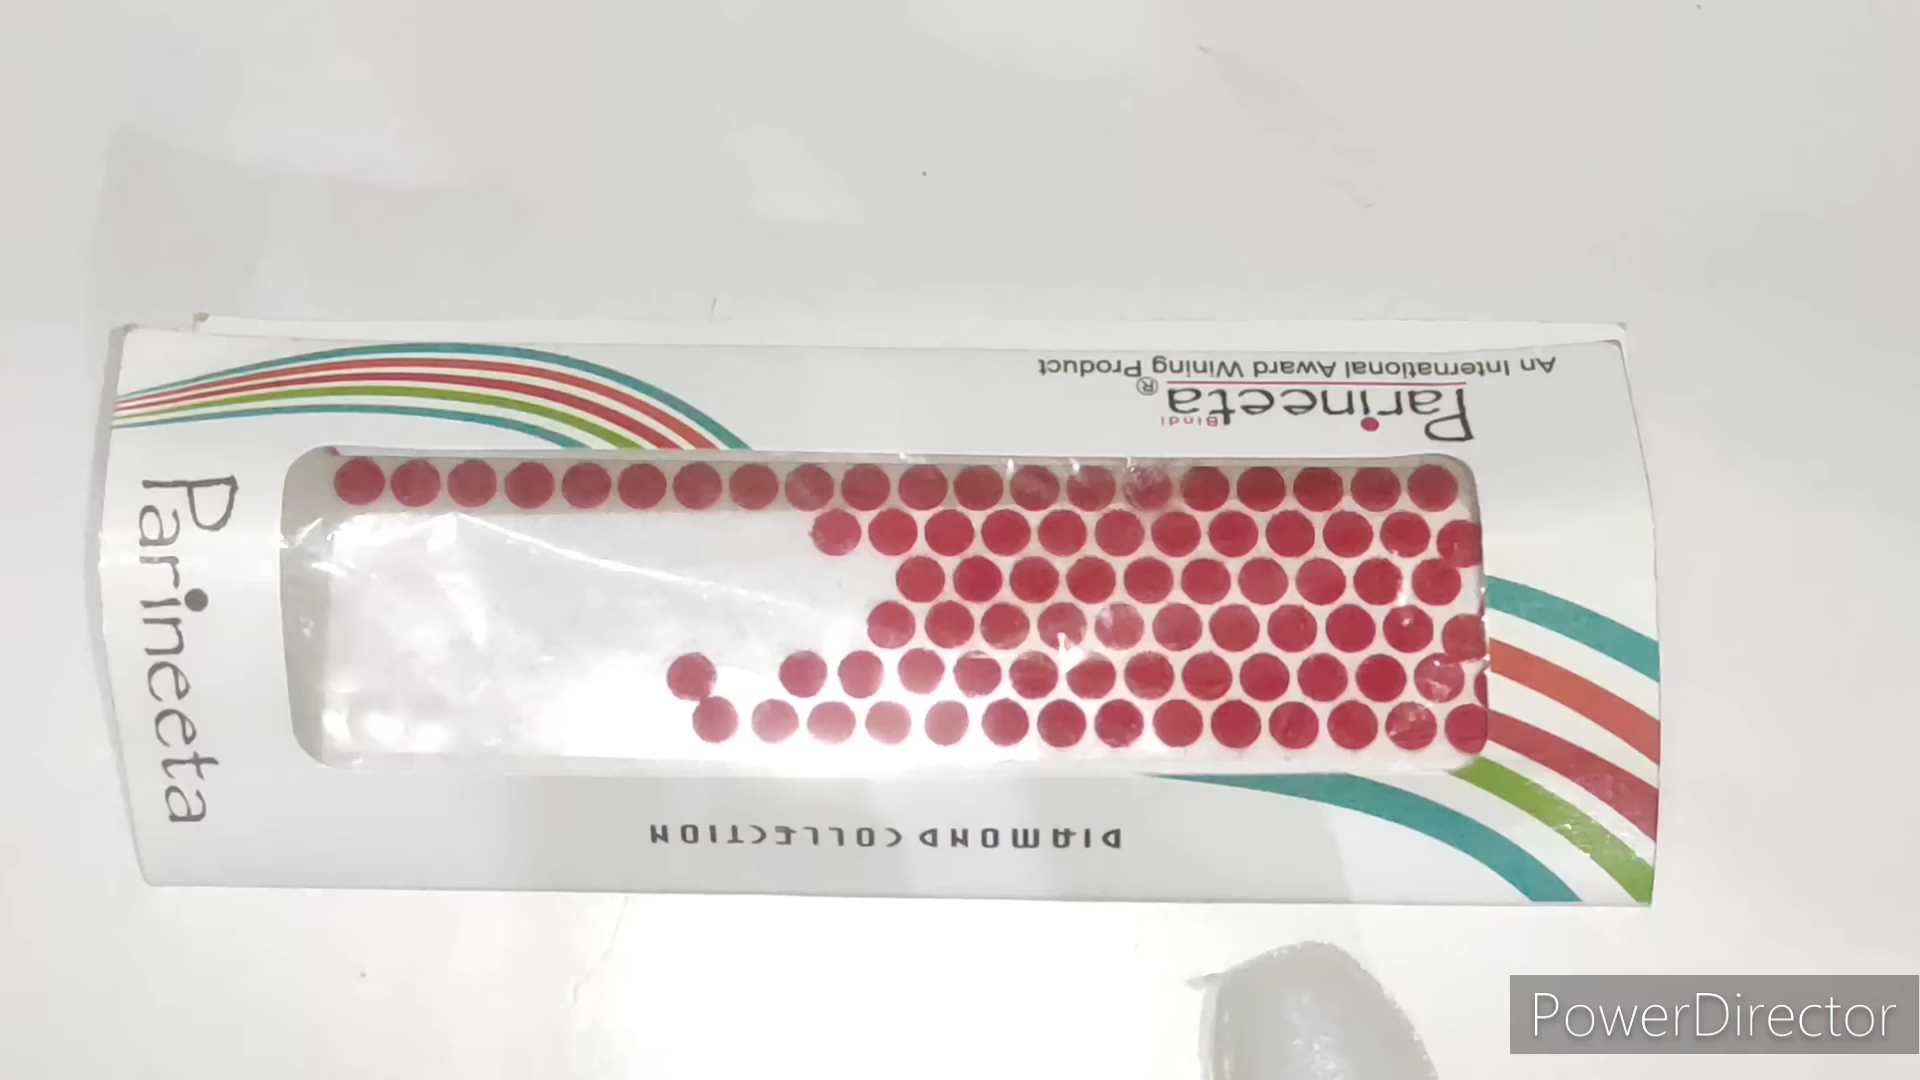 An International Award Wining Product
Parineeta®
Bindi
Parineeta
DIAMOND COLLECTION
PowerDirector